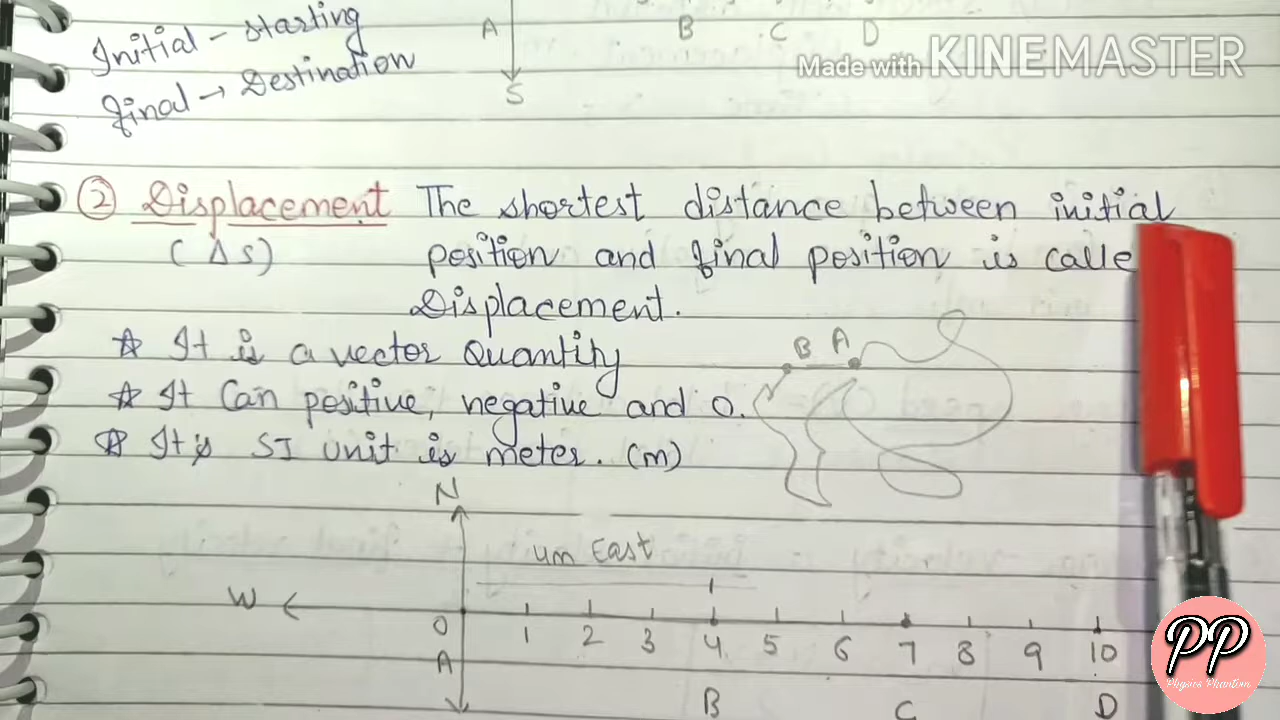 Initial - Starting
final → Destination
A B C D
S
Made with KINEMASTER
② Displacement The shortest distance between initial
(Δs) position and final position is calle
Displacement.
☆ It is a vector Quantity
B A
☆ It Can positive, negative and 0.
☆ It's SI unit is meter. (m)
N
4m East
W
0 1 2 3 4 5 6 7 8 9 10
A
B C D
PP
Physics Phantom